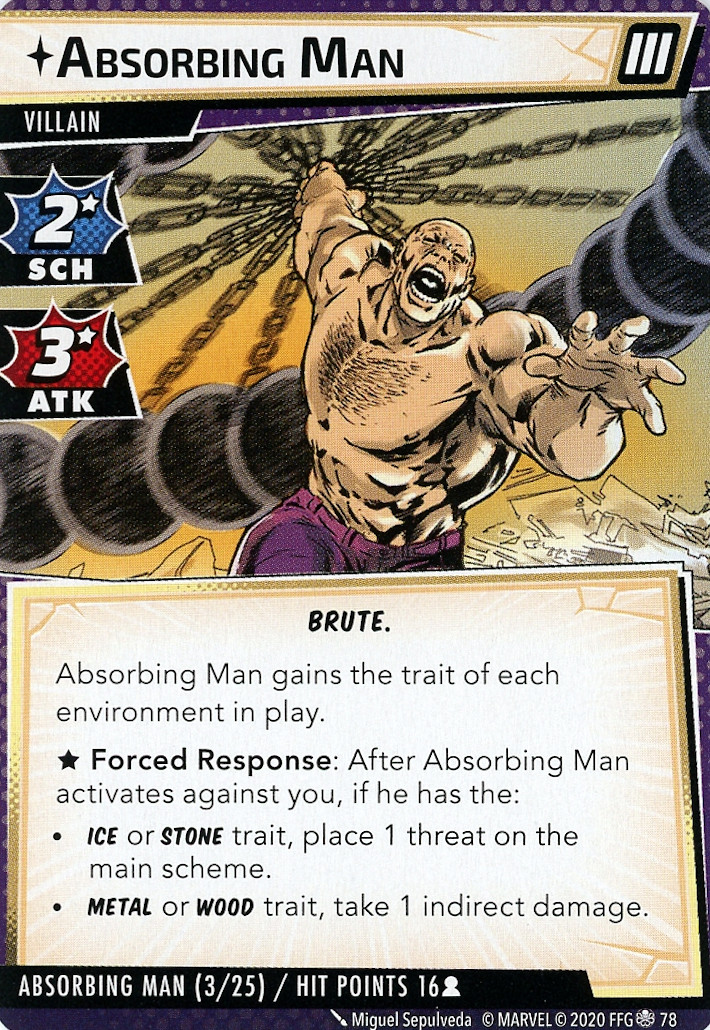 ABSORBING MAN
III
VILLAIN
2
SCH
3
ATK
BRUTE.
Absorbing Man gains the trait of each
environment in play.
★ Forced Response: After Absorbing Man
activates against you, if he has the:
• ICE or STONE trait, place 1 threat on the
main scheme.
• METAL or WOOD trait, take 1 indirect damage.
ABSORBING MAN (3/25) / HIT POINTS 16
Miguel Sepulveda © MARVEL © 2020 FFG 78